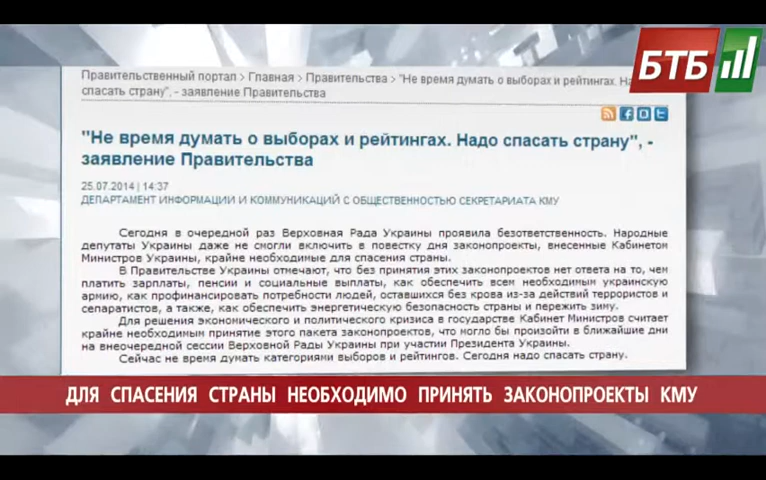 БТБ
Правительственный портал > Главная > Правительства > "Не время думать о выборах и рейтингах. На
спасать страну", - заявление Правительства
"Не время думать о выборах и рейтингах. Надо спасать страну", -
заявление Правительства
25.07.2014 | 14:37
ДЕПАРТАМЕНТ ИНФОРМАЦИИ И КОММУНИКАЦИЙ С ОБЩЕСТВЕННОСТЬЮ СЕКРЕТАРИАТА КМУ
Сегодня в очередной раз Верховная Рада Украины проявила безответственность. Народные
депутаты Украины даже не смогли включить в повестку дня законопроекты, внесенные Кабинетом
Министров Украины, крайне необходимые для спасения страны.
В Правительстве Украины отмечают, что без принятия этих законопроектов нет ответа на то, чем
платить зарплаты, пенсии и социальные выплаты, как обеспечить всем необходимым украинскую
армию, как профинансировать потребности людей, оставшихся без крова из-за действий террористов и
сепаратистов, а также, как обеспечить энергетическую безопасность страны и пережить зиму.
Для решения экономического и политического кризиса в государстве Кабинет Министров считает
крайне необходимым принятие этого пакета законопроектов, что могло бы произойти в ближайшие дни
на внеочередной сессии Верховной Рады Украины при участии Президента Украины.
Сейчас не время думать категориями выборов и рейтингов. Сегодня надо спасать страну.
ДЛЯ СПАСЕНИЯ СТРАНЫ НЕОБХОДИМО ПРИНЯТЬ ЗАКОНОПРОЕКТЫ КМУ